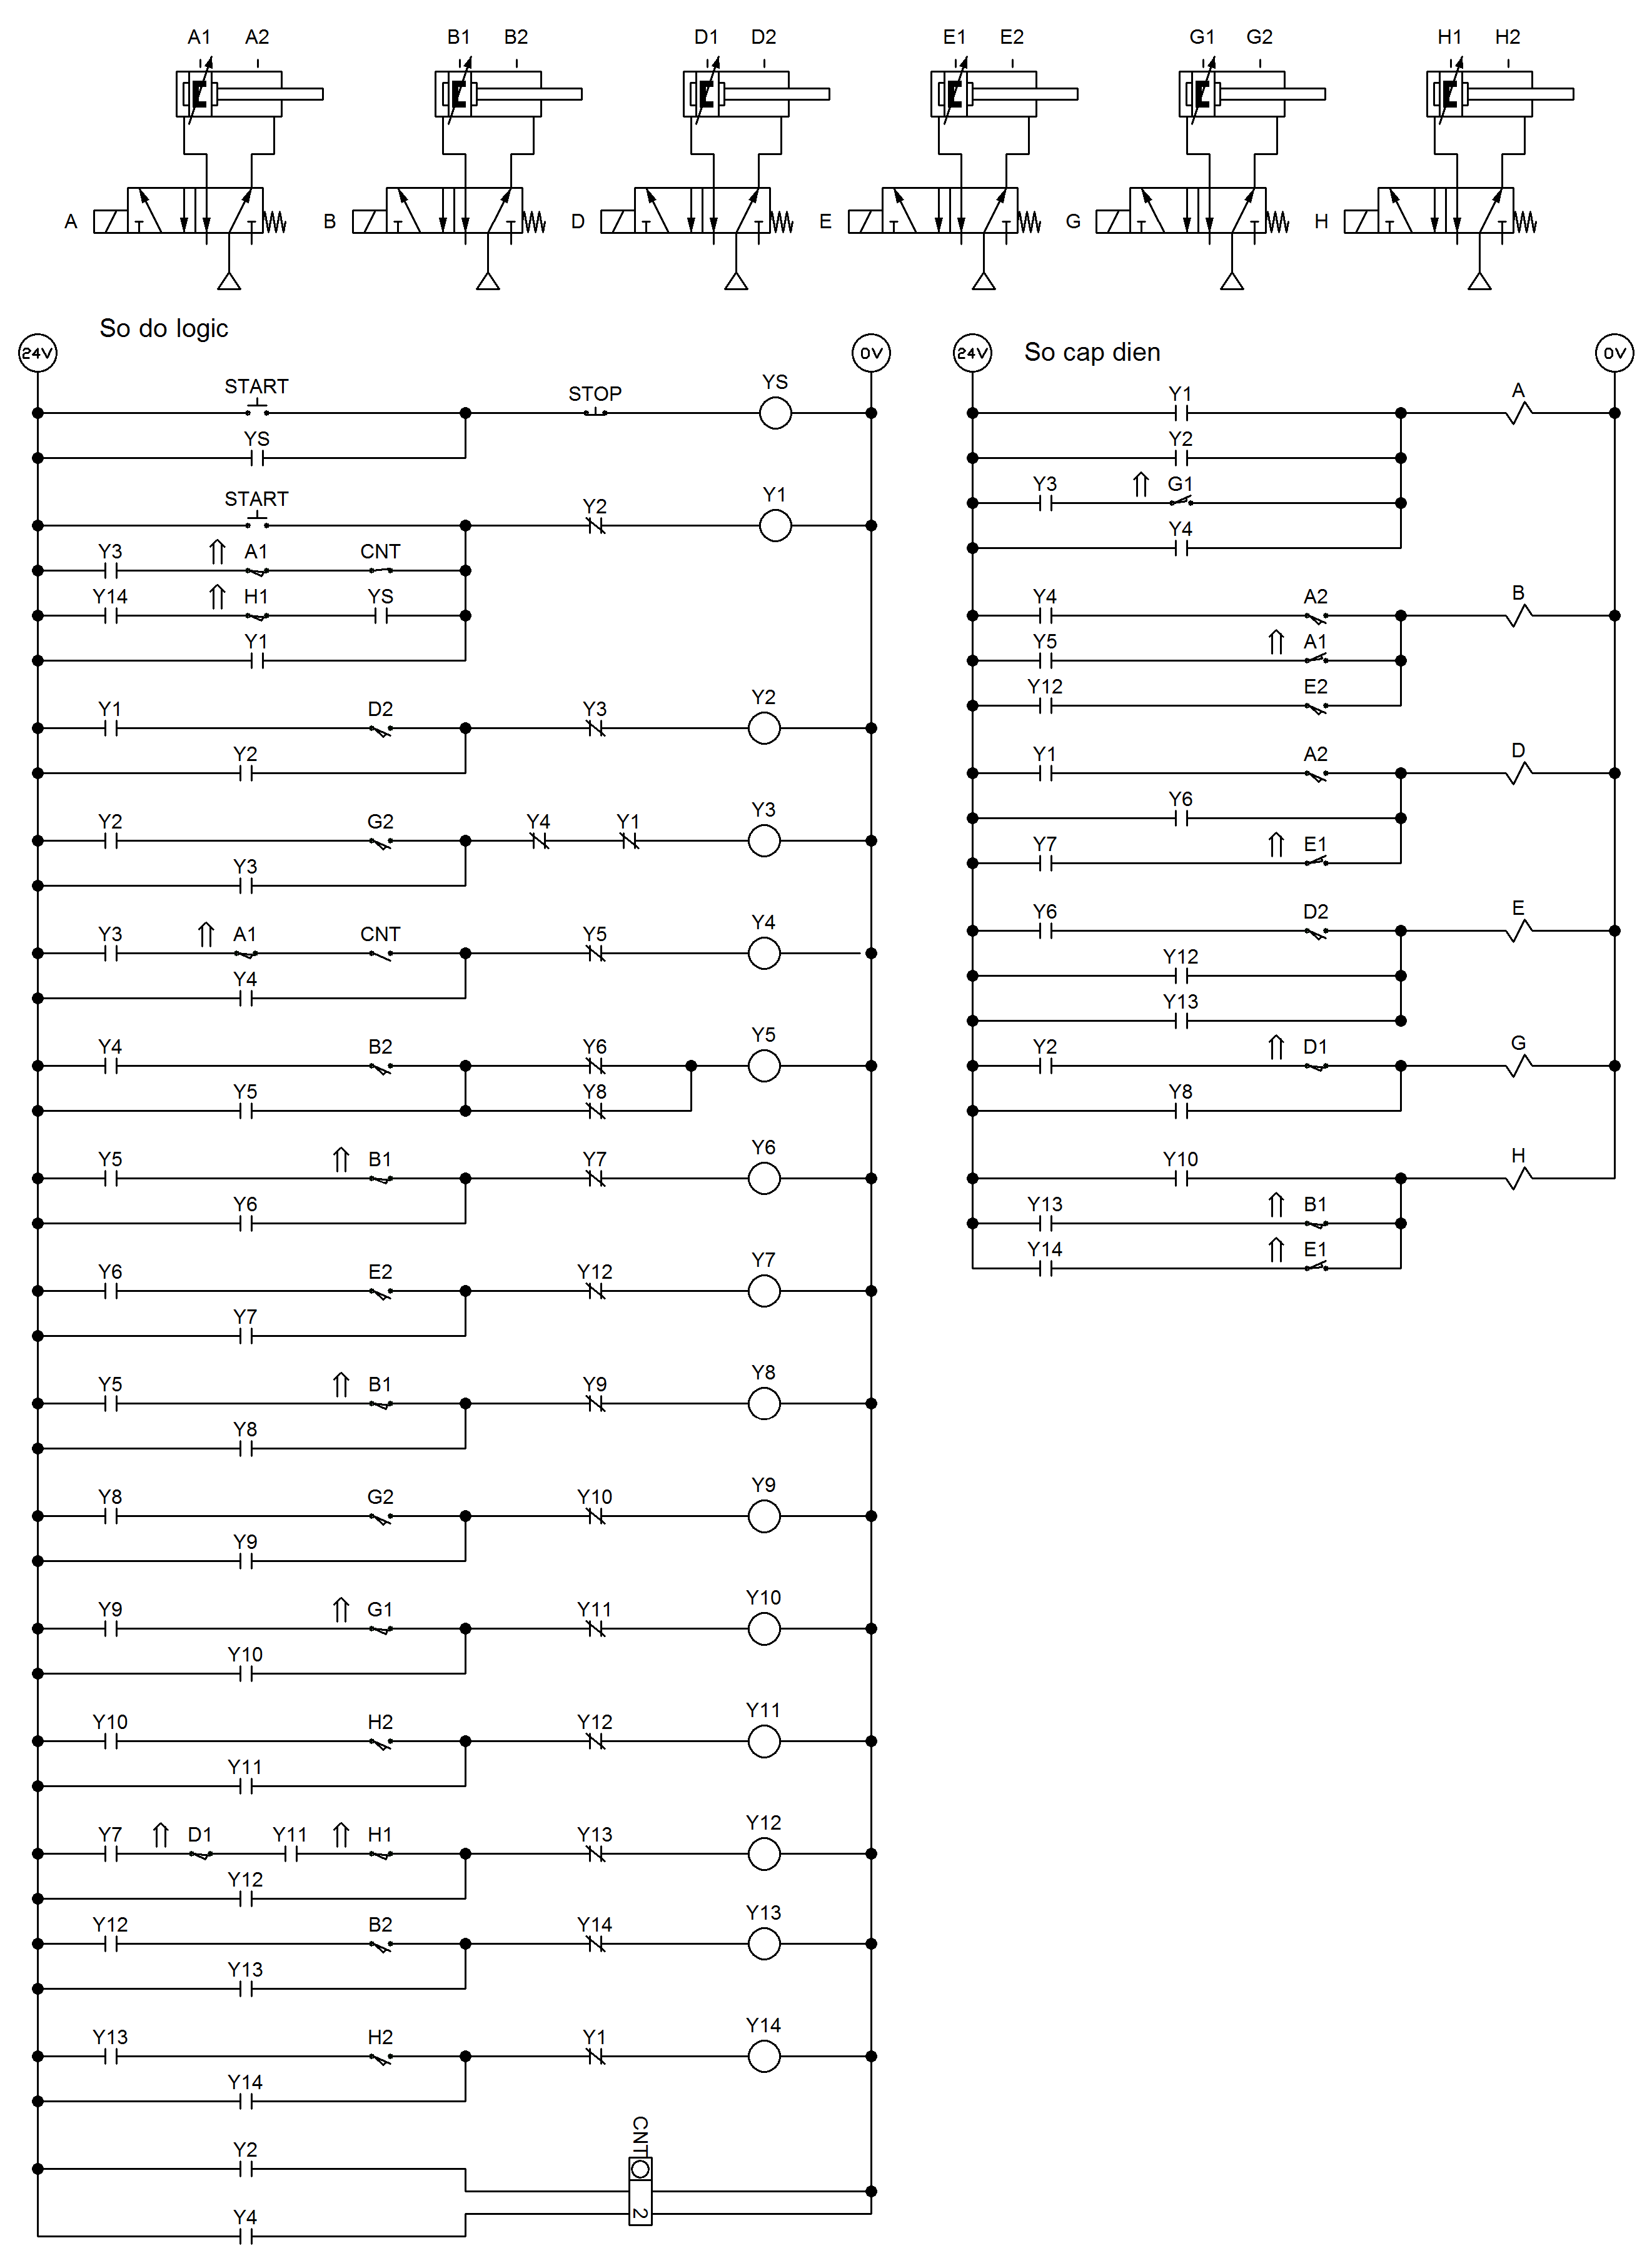 A1 A2 B1 B2 D1 D2 E1 E2 G1 G2 H1 H2
A B D E G H
So do logic
24V 0V
START STOP YS
YS
START Y2 Y1
Y3 A1 CNT
Y14 H1 YS
Y1
Y1 D2 Y3 Y2
Y2
Y2 G2 Y4 Y1 Y3
Y3
Y3 A1 CNT Y5 Y4
Y4
Y4 B2 Y6 Y5
Y5 Y8
Y5 B1 Y7 Y6
Y6
Y6 E2 Y12 Y7
Y7
Y5 B1 Y9 Y8
Y8
Y8 G2 Y10 Y9
Y9
Y9 G1 Y11 Y10
Y10
Y10 H2 Y12 Y11
Y11
Y7 D1 Y11 H1 Y13 Y12
Y12
Y12 B2 Y14 Y13
Y13
Y13 H2 Y1 Y14
Y14
CNT
Y2
Y4 2
So cap dien
24V 0V
Y1 A
Y2
Y3 G1
Y4
Y4 A2 B
Y5 A1
Y12 E2
Y1 A2 D
Y6
Y7 E1
Y6 D2 E
Y12
Y13
Y2 D1 G
Y8
Y10 H
Y13 B1
Y14 E1